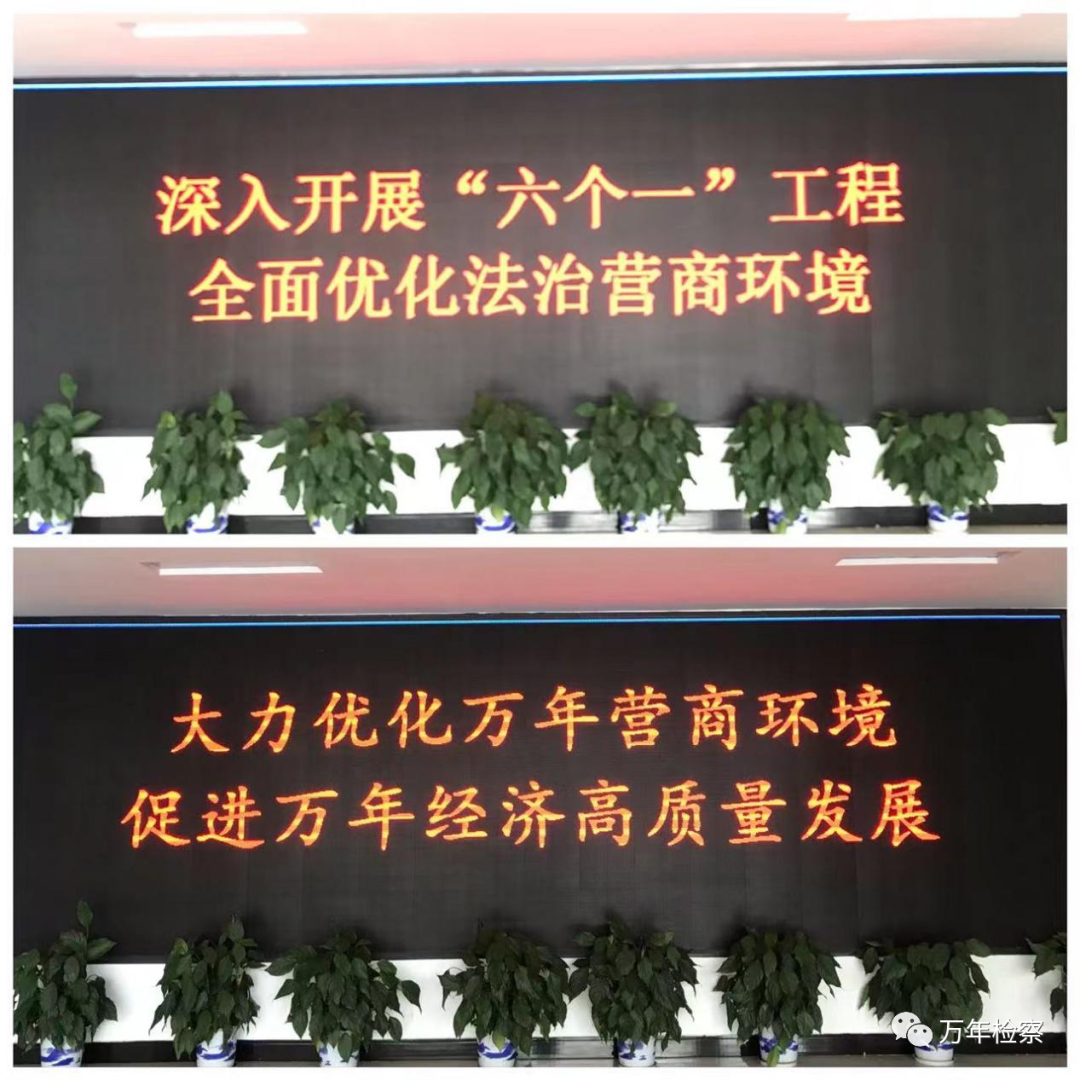 深入开展“六个一”工程
全面优化法治营商环境
大力优化万年营商环境
促进万年经济高质量发展
万年检察